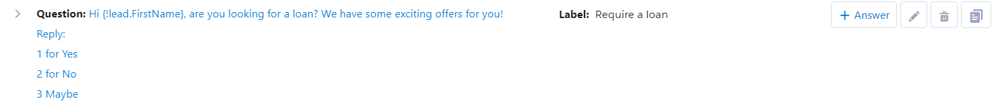 Question: Hi {!lead.FirstName}, are you looking for a loan? We have some exciting offers for you! Label: Require a loan + Answer
Reply:
1 for Yes
2 for No
3 Maybe